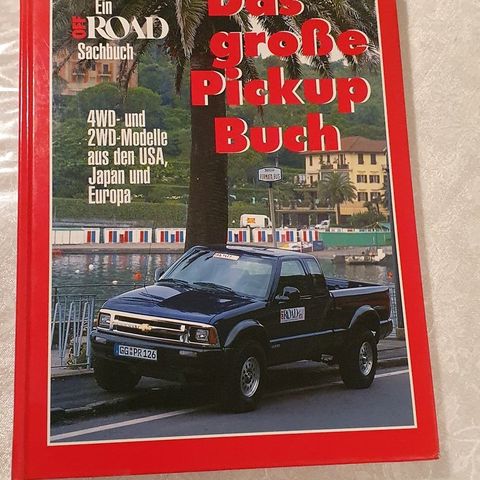 Ein
OFF ROAD
Sachbuch
Das
große
Pickup
Buch
4WD- und
2WD-Modelle
aus den USA,
Japan und
Europa
GG PR 126